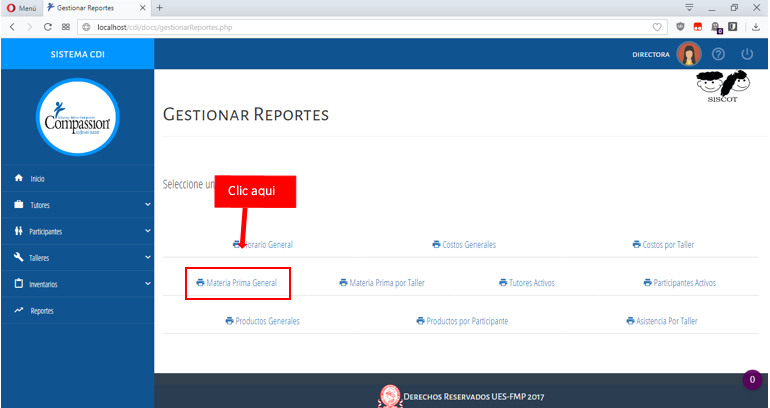 Menú
Gestionar Reportes
localhost/cdi/docs/gestionarReportes.php
SISTEMA CDI
DIRECTORA
Compassion
SISCOT
GESTIONAR REPORTES
Inicio
Tutores
Participantes
Talleres
Inventarios
Reportes
Seleccione un
Clic aqui
Horario General
Costos Generales
Costos por Taller
Materia Prima General
Materia Prima por Taller
Tutores Activos
Participantes Activos
Productos Generales
Productos por Participante
Asistencia Por Taller
0
DERECHOS RESERVADOS UES-FMP 2017